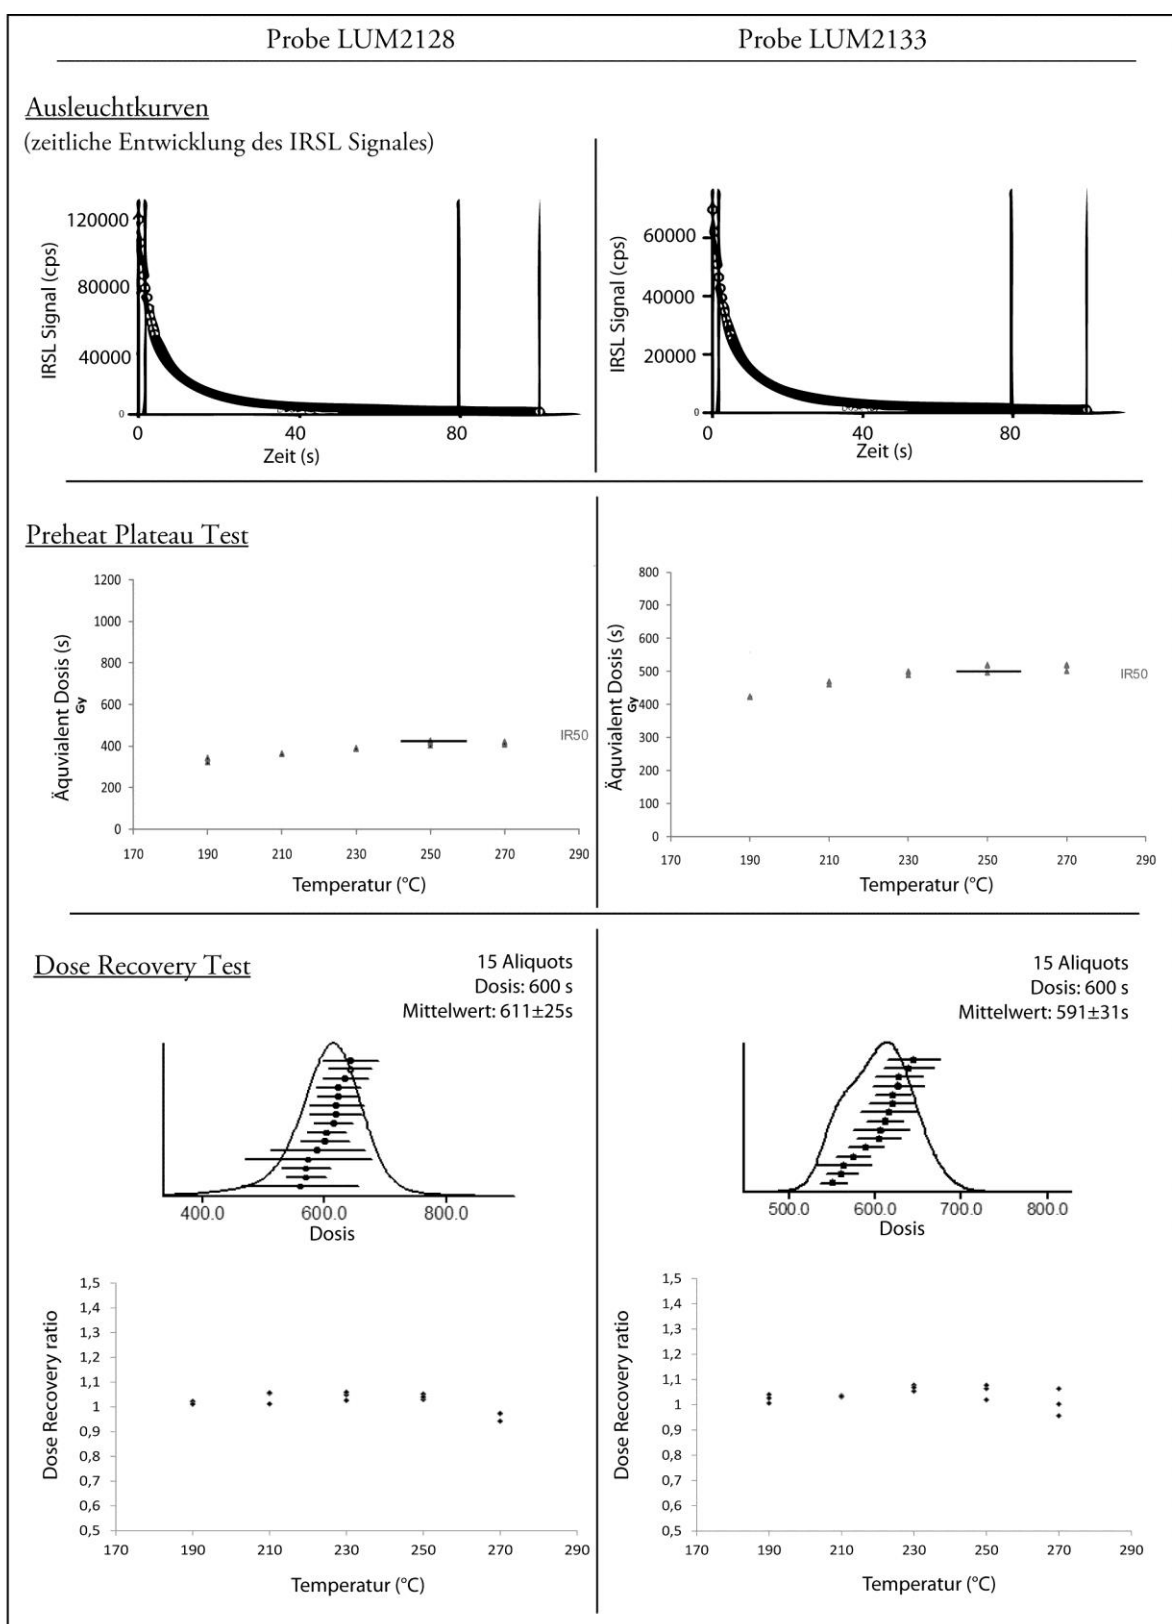 Probe LUM2128
Probe LUM2133
Ausleuchtkurven
(zeitliche Entwicklung des IRSL Signales)
IRSL Signal (cps)
120000
80000
40000
0
0
40
80
Zeit (s)
IRSL Signal (cps)
60000
40000
20000
0
0
40
80
Zeit (s)
Preheat Plateau Test
Äquvialent Dosis (s)
Gy
1200
1000
800
600
400
200
0
IR50
170 190 210 230 250 270 290
Temperatur (°C)
Äquvialent Dosis (s)
Gy
800
700
600
500
400
300
200
100
0
IR50
170 190 210 230 250 270 290
Temperatur (°C)
Dose Recovery Test
15 Aliquots
Dosis: 600 s
Mittelwert: 611±25s
400.0 600.0 800.0
Dosis
15 Aliquots
Dosis: 600 s
Mittelwert: 591±31s
500.0 600.0 700.0 800.0
Dosis
Dose Recovery ratio
1,5
1,4
1,3
1,2
1,1
1
0,9
0,8
0,7
0,6
0,5
170 190 210 230 250 270 290
Temperatur (°C)
Dose Recovery ratio
1,5
1,4
1,3
1,2
1,1
1
0,9
0,8
0,7
0,6
0,5
170 190 210 230 250 270 290
Temperatur (°C)